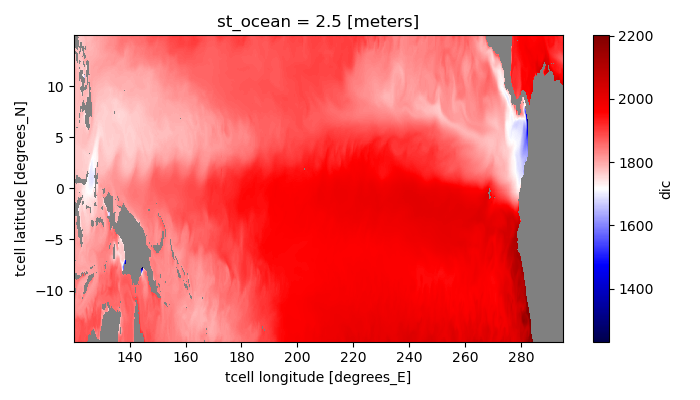 st_ocean = 2.5 [meters]
10
5
0
−5
−10
tcell latitude [degrees_N]
140 160 180 200 220 240 260 280
tcell longitude [degrees_E]
2200
2000
1800
1600
1400
dic